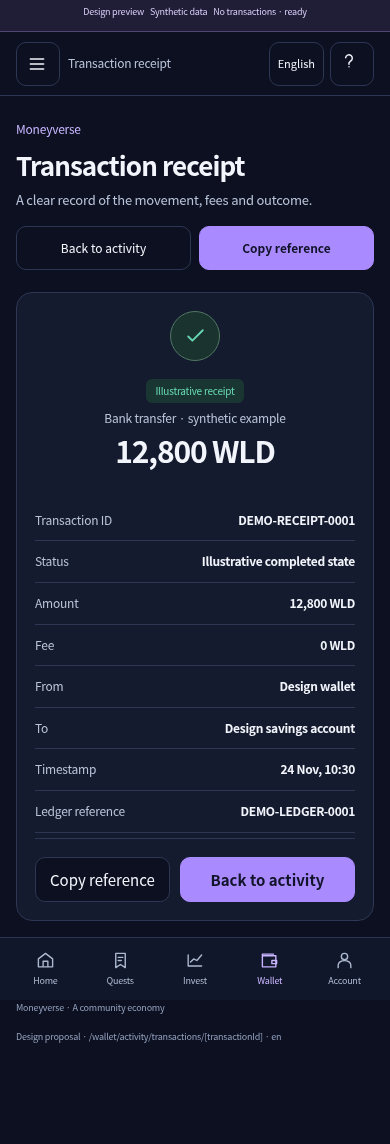 Design preview Synthetic data No transactions · ready
Transaction receipt
English
?
Moneyverse
Transaction receipt
A clear record of the movement, fees and outcome.
Back to activity
Copy reference
Illustrative receipt
Bank transfer · synthetic example
12,800 WLD
Transaction ID DEMO-RECEIPT-0001
Status Illustrative completed state
Amount 12,800 WLD
Fee 0 WLD
From Design wallet
To Design savings account
Timestamp 24 Nov, 10:30
Ledger reference DEMO-LEDGER-0001
Copy reference
Back to activity
Home Quests Invest Wallet Account
Moneyverse · A community economy
Design proposal · /wallet/activity/transactions/[transactionId] · en